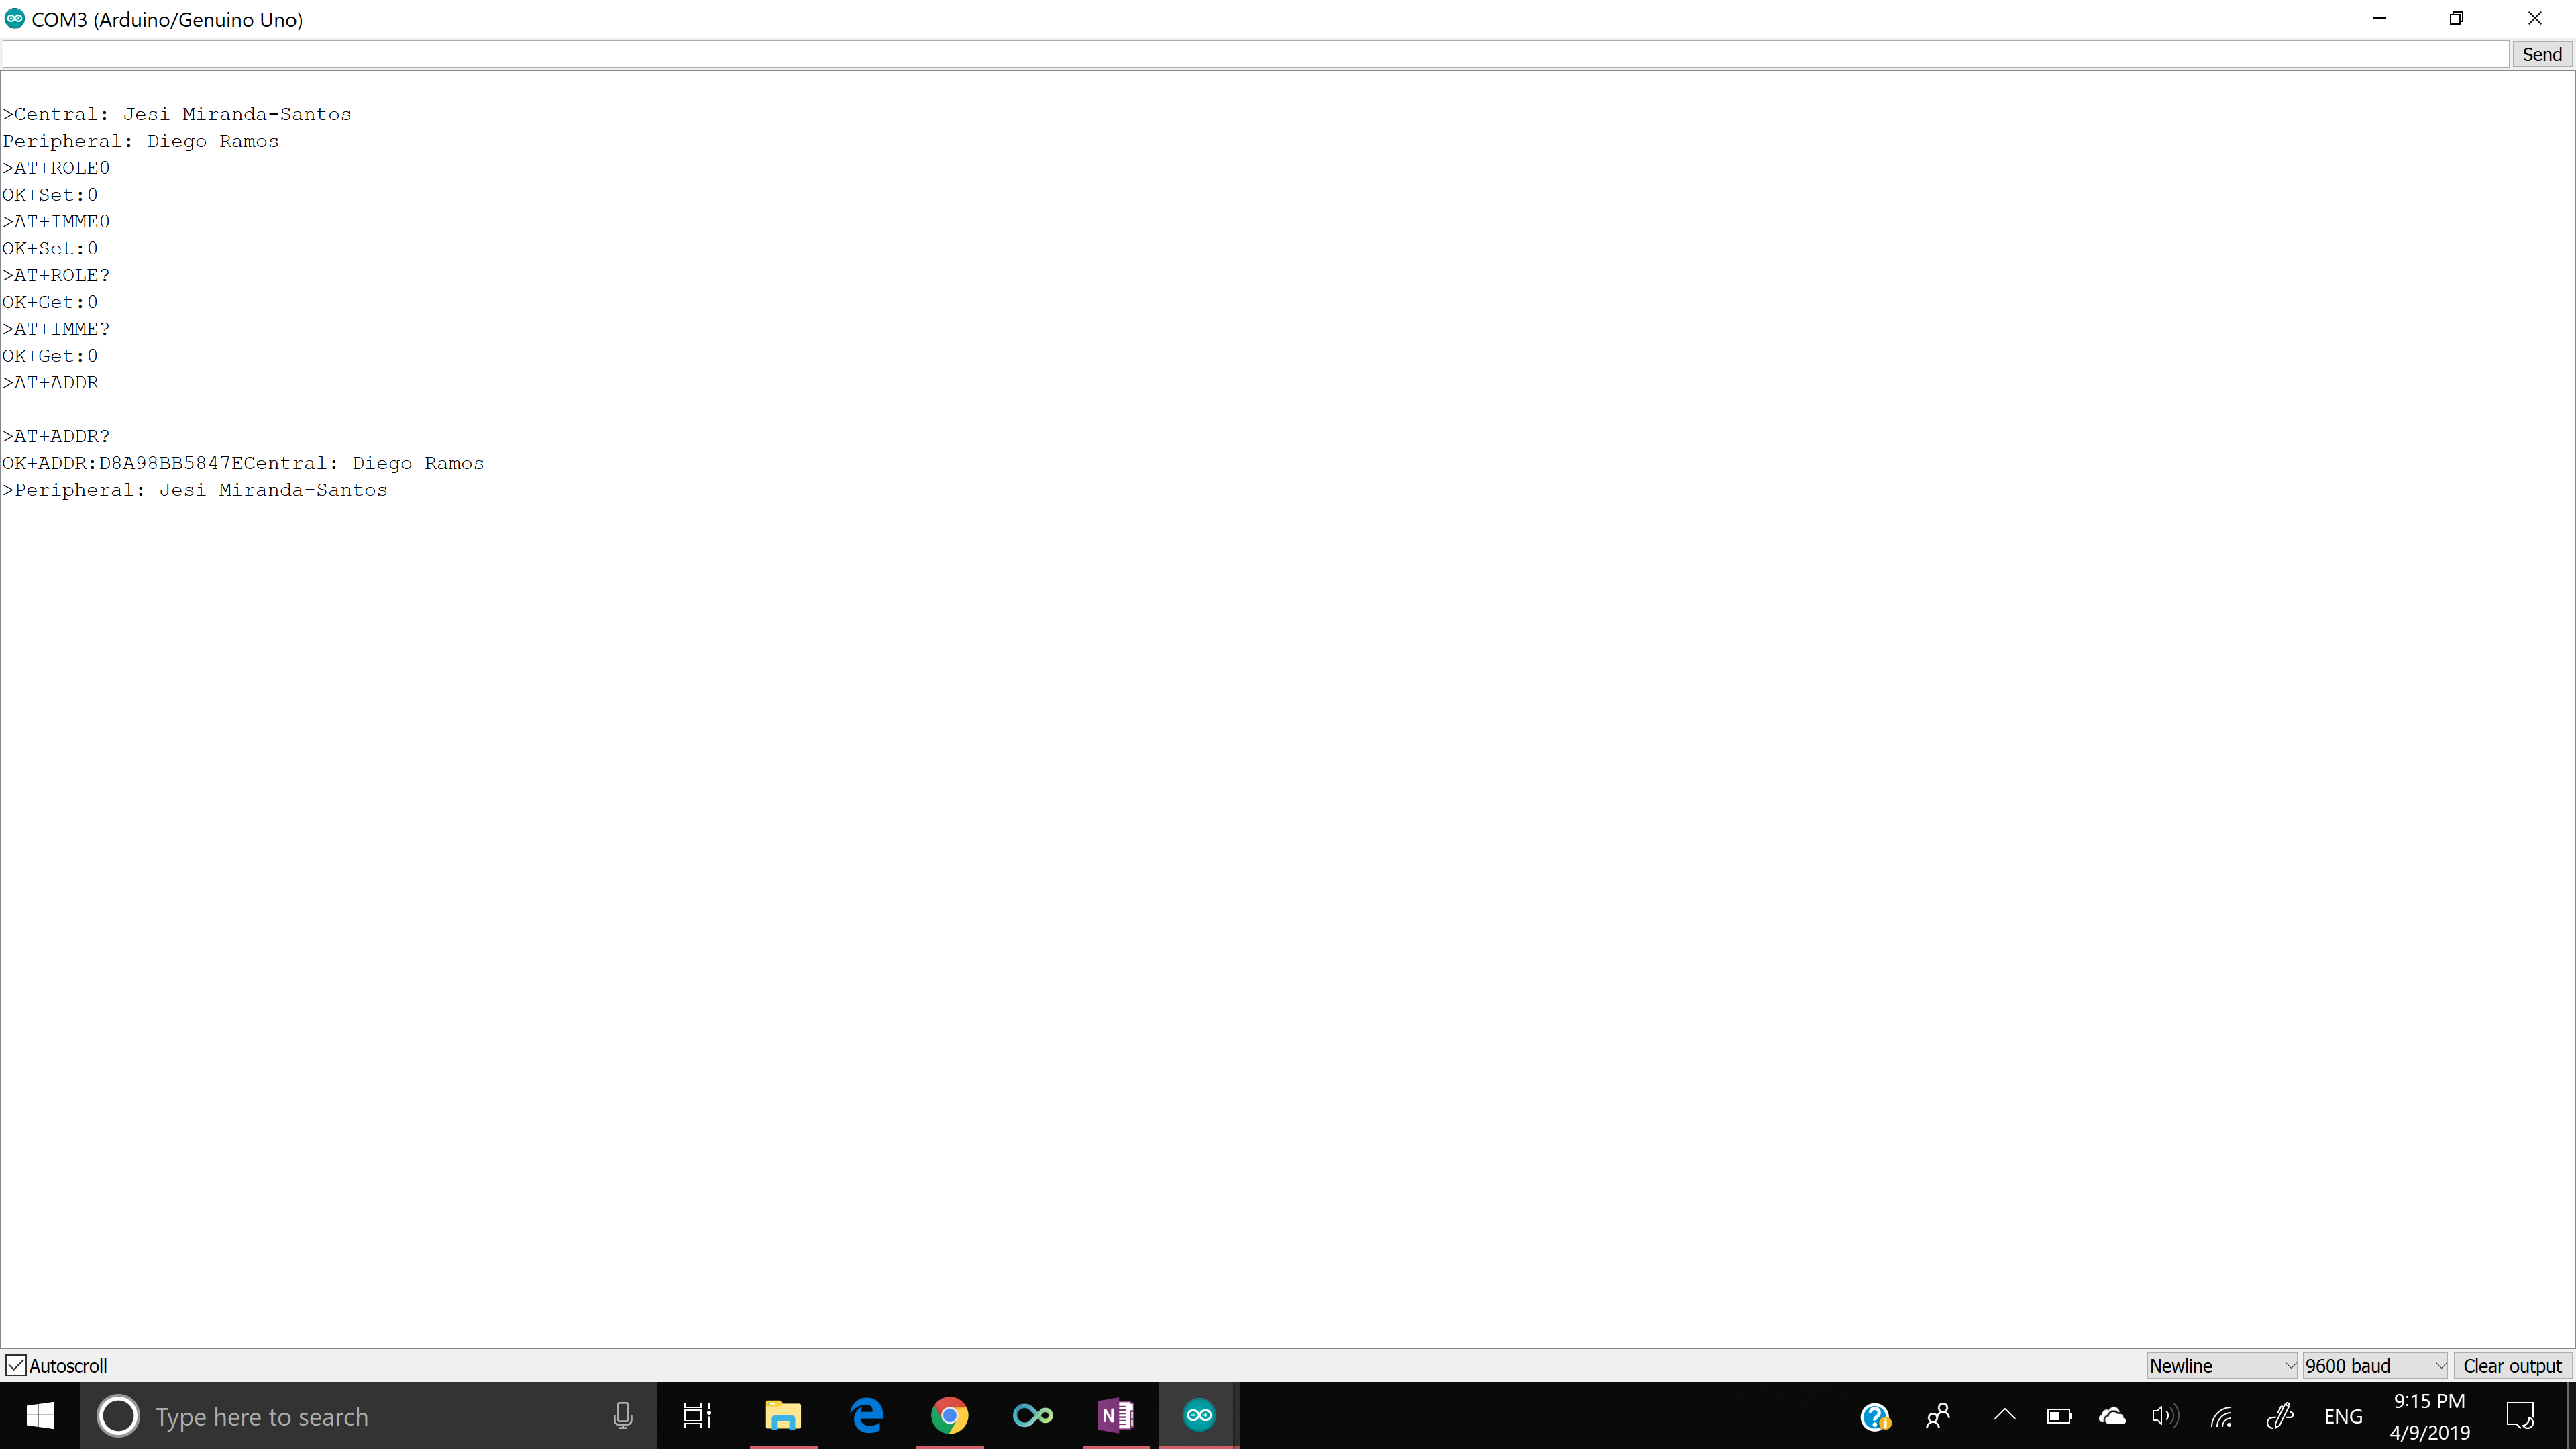 COM3 (Arduino/Genuino Uno)
Send
>Central: Jesi Miranda-Santos
Peripheral: Diego Ramos
>AT+ROLE0
OK+Set:0
>AT+IMME0
OK+Set:0
>AT+ROLE?
OK+Get:0
>AT+IMME?
OK+Get:0
>AT+ADDR
>AT+ADDR?
OK+ADDR:D8A98BB5847ECentral: Diego Ramos
>Peripheral: Jesi Miranda-Santos
Autoscroll
Newline
9600 baud
Clear output
Type here to search
N
ENG
9:15 PM
4/9/2019